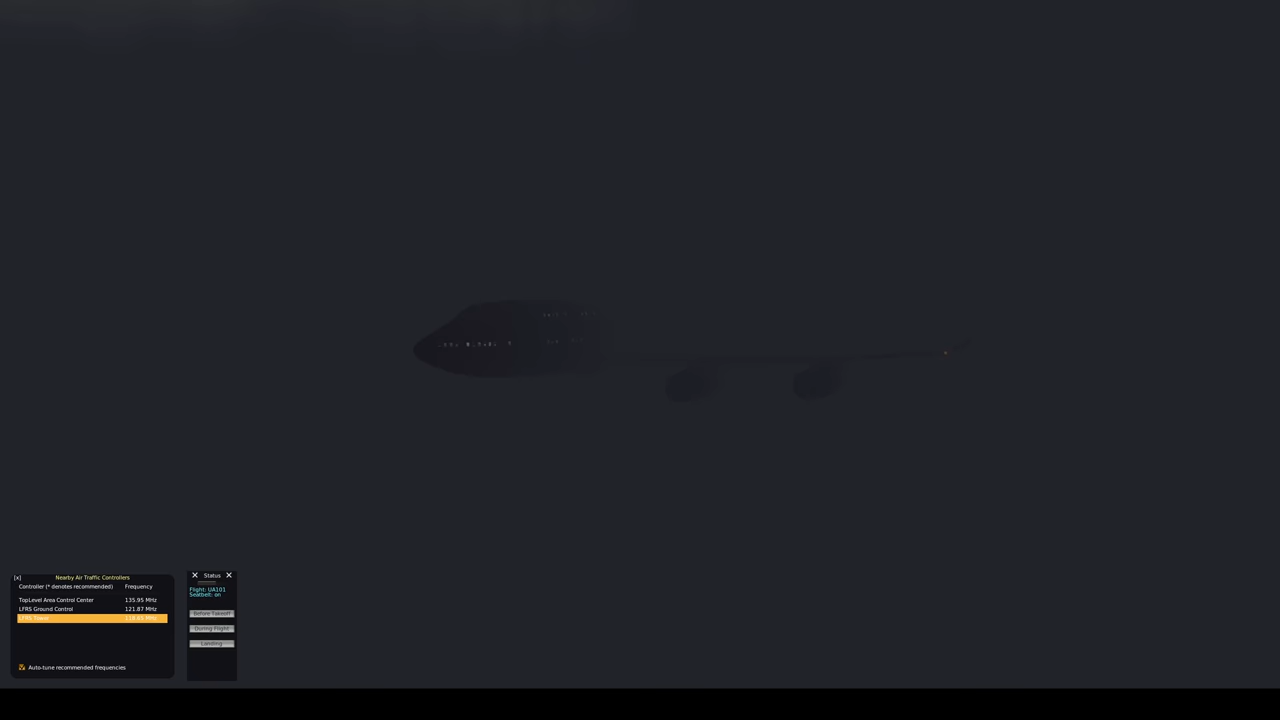 [x] Nearby Air Traffic Controllers
Controller (* denotes recommended) Frequency
TopLevel Area Control Center 135.95 MHz
LFRS Ground Control 121.87 MHz
LFRS Tower 118.65 MHz
Auto-tune recommended frequencies
Status
Flight: UA101
Seatbelt: on
Before Takeoff
During Flight
Landing